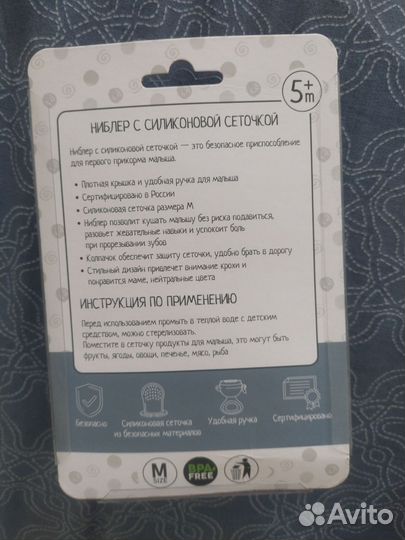 5+
m
НИБЛЕР С СИЛИКОНОВОЙ СЕТОЧКОЙ
Ниблер с силиконовой сеточкой — это безопасное приспособление
для первого прикорма малыша.
• Плотная крышка и удобная ручка для малыша
• Сертифицировано в России
• Силиконовая сеточка размера М
• Ниблер позволит кушать малышу без риска подавиться,
разовьет жевательные навыки и успокоит боль
при прорезывании зубов
• Колпачок обеспечит защиту сеточки, удобно брать в дорогу
• Стильный дизайн привлечет внимание крохи и
понравится маме, нейтральные цвета
ИНСТРУКЦИЯ ПО ПРИМЕНЕНИЮ
Перед использованием промыть в теплой воде с детским
средством, можно стерилизовать.
Поместите в сеточку продукты для малыша, это могут быть
фрукты, ягоды, овощи, печенье, мясо, рыба
Безопасно
Силиконовая сеточка
из безопасных материалов
Удобная ручка
Сертифицировано
M
SIZE
BPA
FREE
Avito